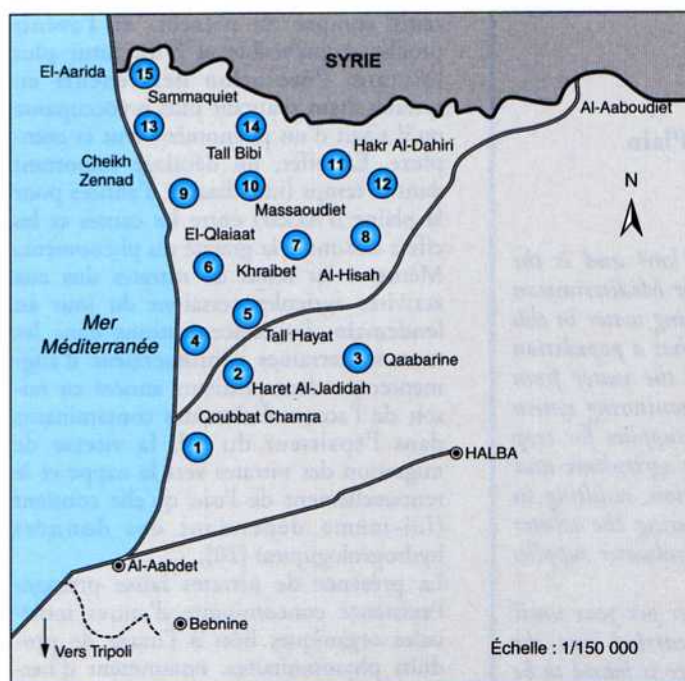 SYRIE
El-Aarida
15
Sammaquiet
Al-Aaboudiet
13
14
Hakr Al-Dahiri
Tall Bibi
11
Cheikh
Zennad
10
12
9
Massaoudiet
N
El-Qlaiaat
7
8
6
Khraibet
Al-Hisah
Mer
Méditerranée
5
4
Tall Hayat
3
Qaabarine
2
Haret Al-Jadidah
Qoubbat Chamra
1
HALBA
Al-Aabdet
Bebnine
Vers Tripoli
Échelle : 1/150 000